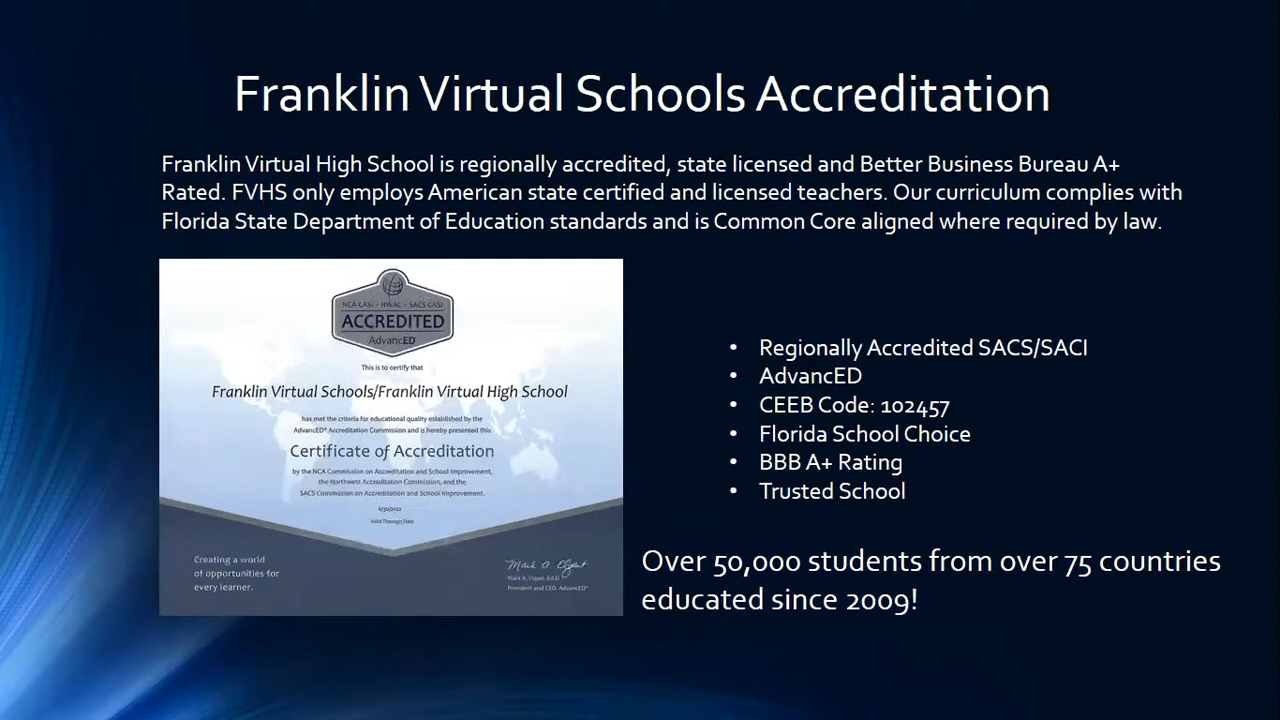 Franklin Virtual Schools Accreditation
Franklin Virtual High School is regionally accredited, state licensed and Better Business Bureau A+
Rated. FVHS only employs American state certified and licensed teachers. Our curriculum complies with
Florida State Department of Education standards and is Common Core aligned where required by law.
NCA CASI • NWAC • SACS CASI
ACCREDITED
AdvancED
This is to certify that
Franklin Virtual Schools/Franklin Virtual High School
has met the criteria for educational quality established by the
AdvancED® Accreditation Commission and is hereby presented this
Certificate of Accreditation
by the NCA Commission on Accreditation and School Improvement,
the Northwest Accreditation Commission, and the
SACS Commission on Accreditation and School Improvement.
Valid Through Date
Creating a world
of opportunities for
every learner.
Mark A. Elgart, Ed.D.
President and CEO, AdvancED®
• Regionally Accredited SACS/SACI
• AdvancED
• CEEB Code: 102457
• Florida School Choice
• BBB A+ Rating
• Trusted School
Over 50,000 students from over 75 countries
educated since 2009!